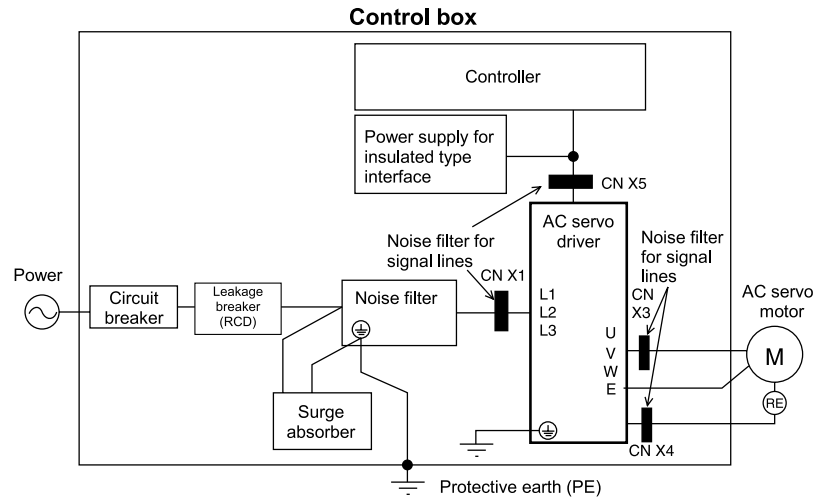 Control box
Controller
Power supply for
insulated type
interface
CN X5
AC servo
driver
Noise filter for
signal lines
Noise filter
for signal
lines
Power
CN X1
Circuit
breaker
Leakage
breaker
(RCD)
Noise filter
L1
L2
L3
CN
X3
AC servo
motor
U
V
W
E
M
RE
Surge
absorber
CN X4
Protective earth (PE)